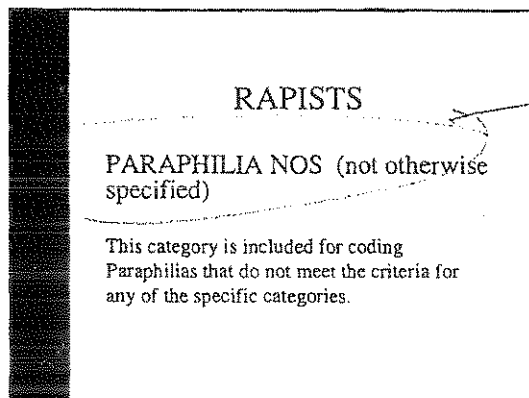 RAPISTS
PARAPHILIA NOS (not otherwise
specified)
This category is included for coding
Paraphilias that do not meet the criteria for
any of the specific categories.